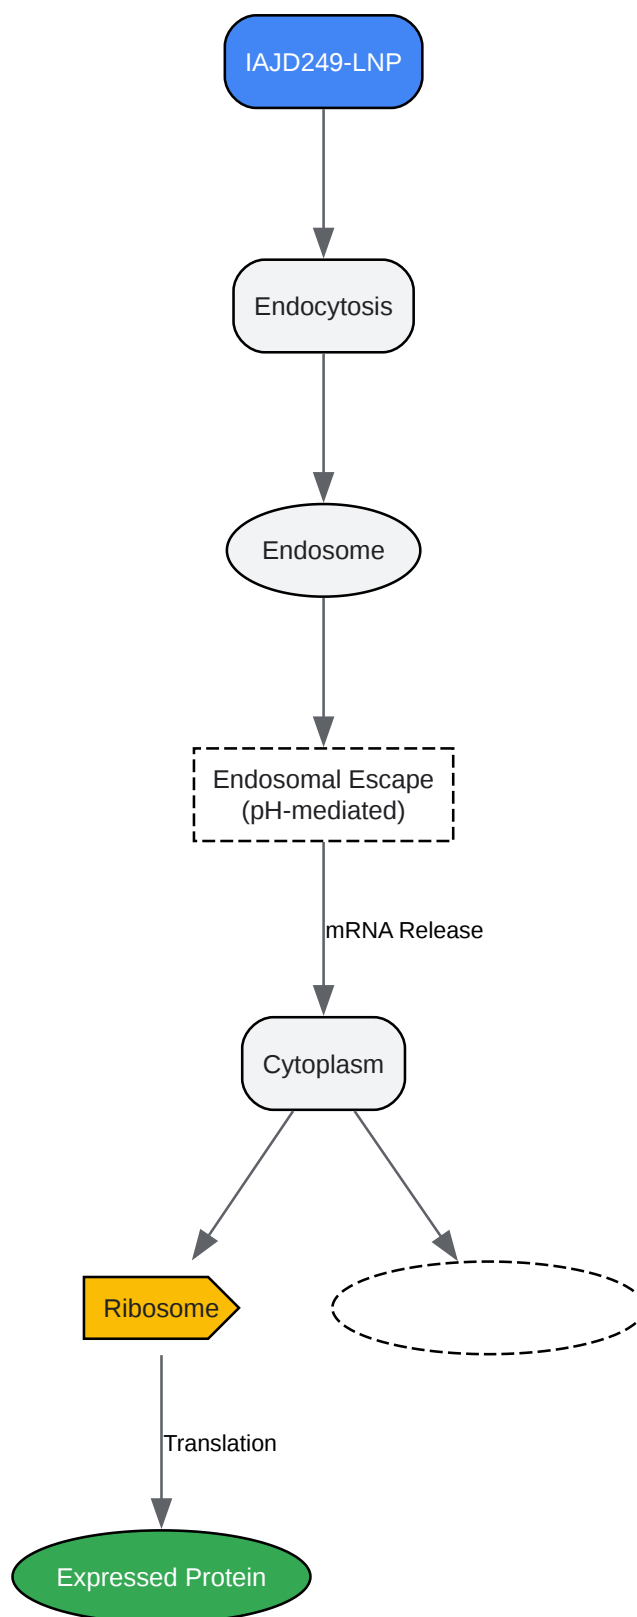 IAJD249-LNP
Endocytosis
Endosome
Endosomal Escape
(pH-mediated)
mRNA Release
Cytoplasm
Ribosome
Translation
Expressed Protein